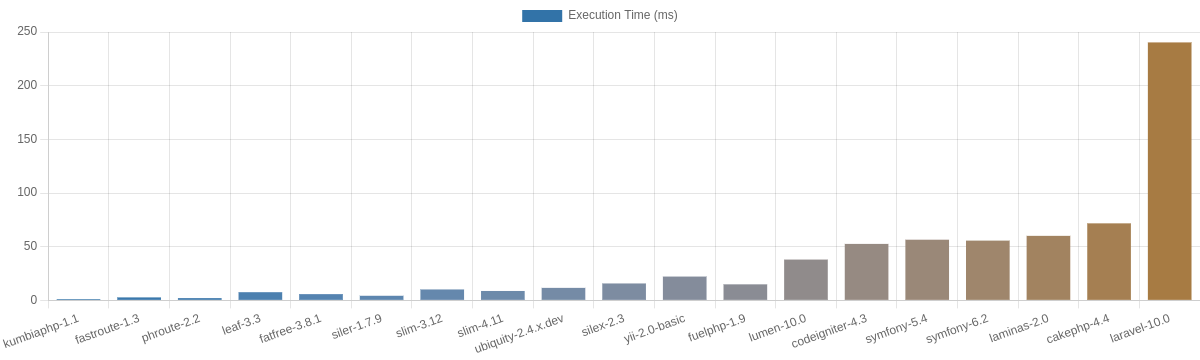 Execution Time (ms)
250
200
150
100
50
0
kumbiaphp-1.1
fastroute-1.3
phroute-2.2
leaf-3.3
fatfree-3.8.1
siler-1.7.9
slim-3.12
slim-4.11
ubiquity-2.4.x.dev
silex-2.3
yii-2.0-basic
fuelphp-1.9
lumen-10.0
codeigniter-4.3
symfony-5.4
symfony-6.2
laminas-2.0
cakephp-4.4
laravel-10.0